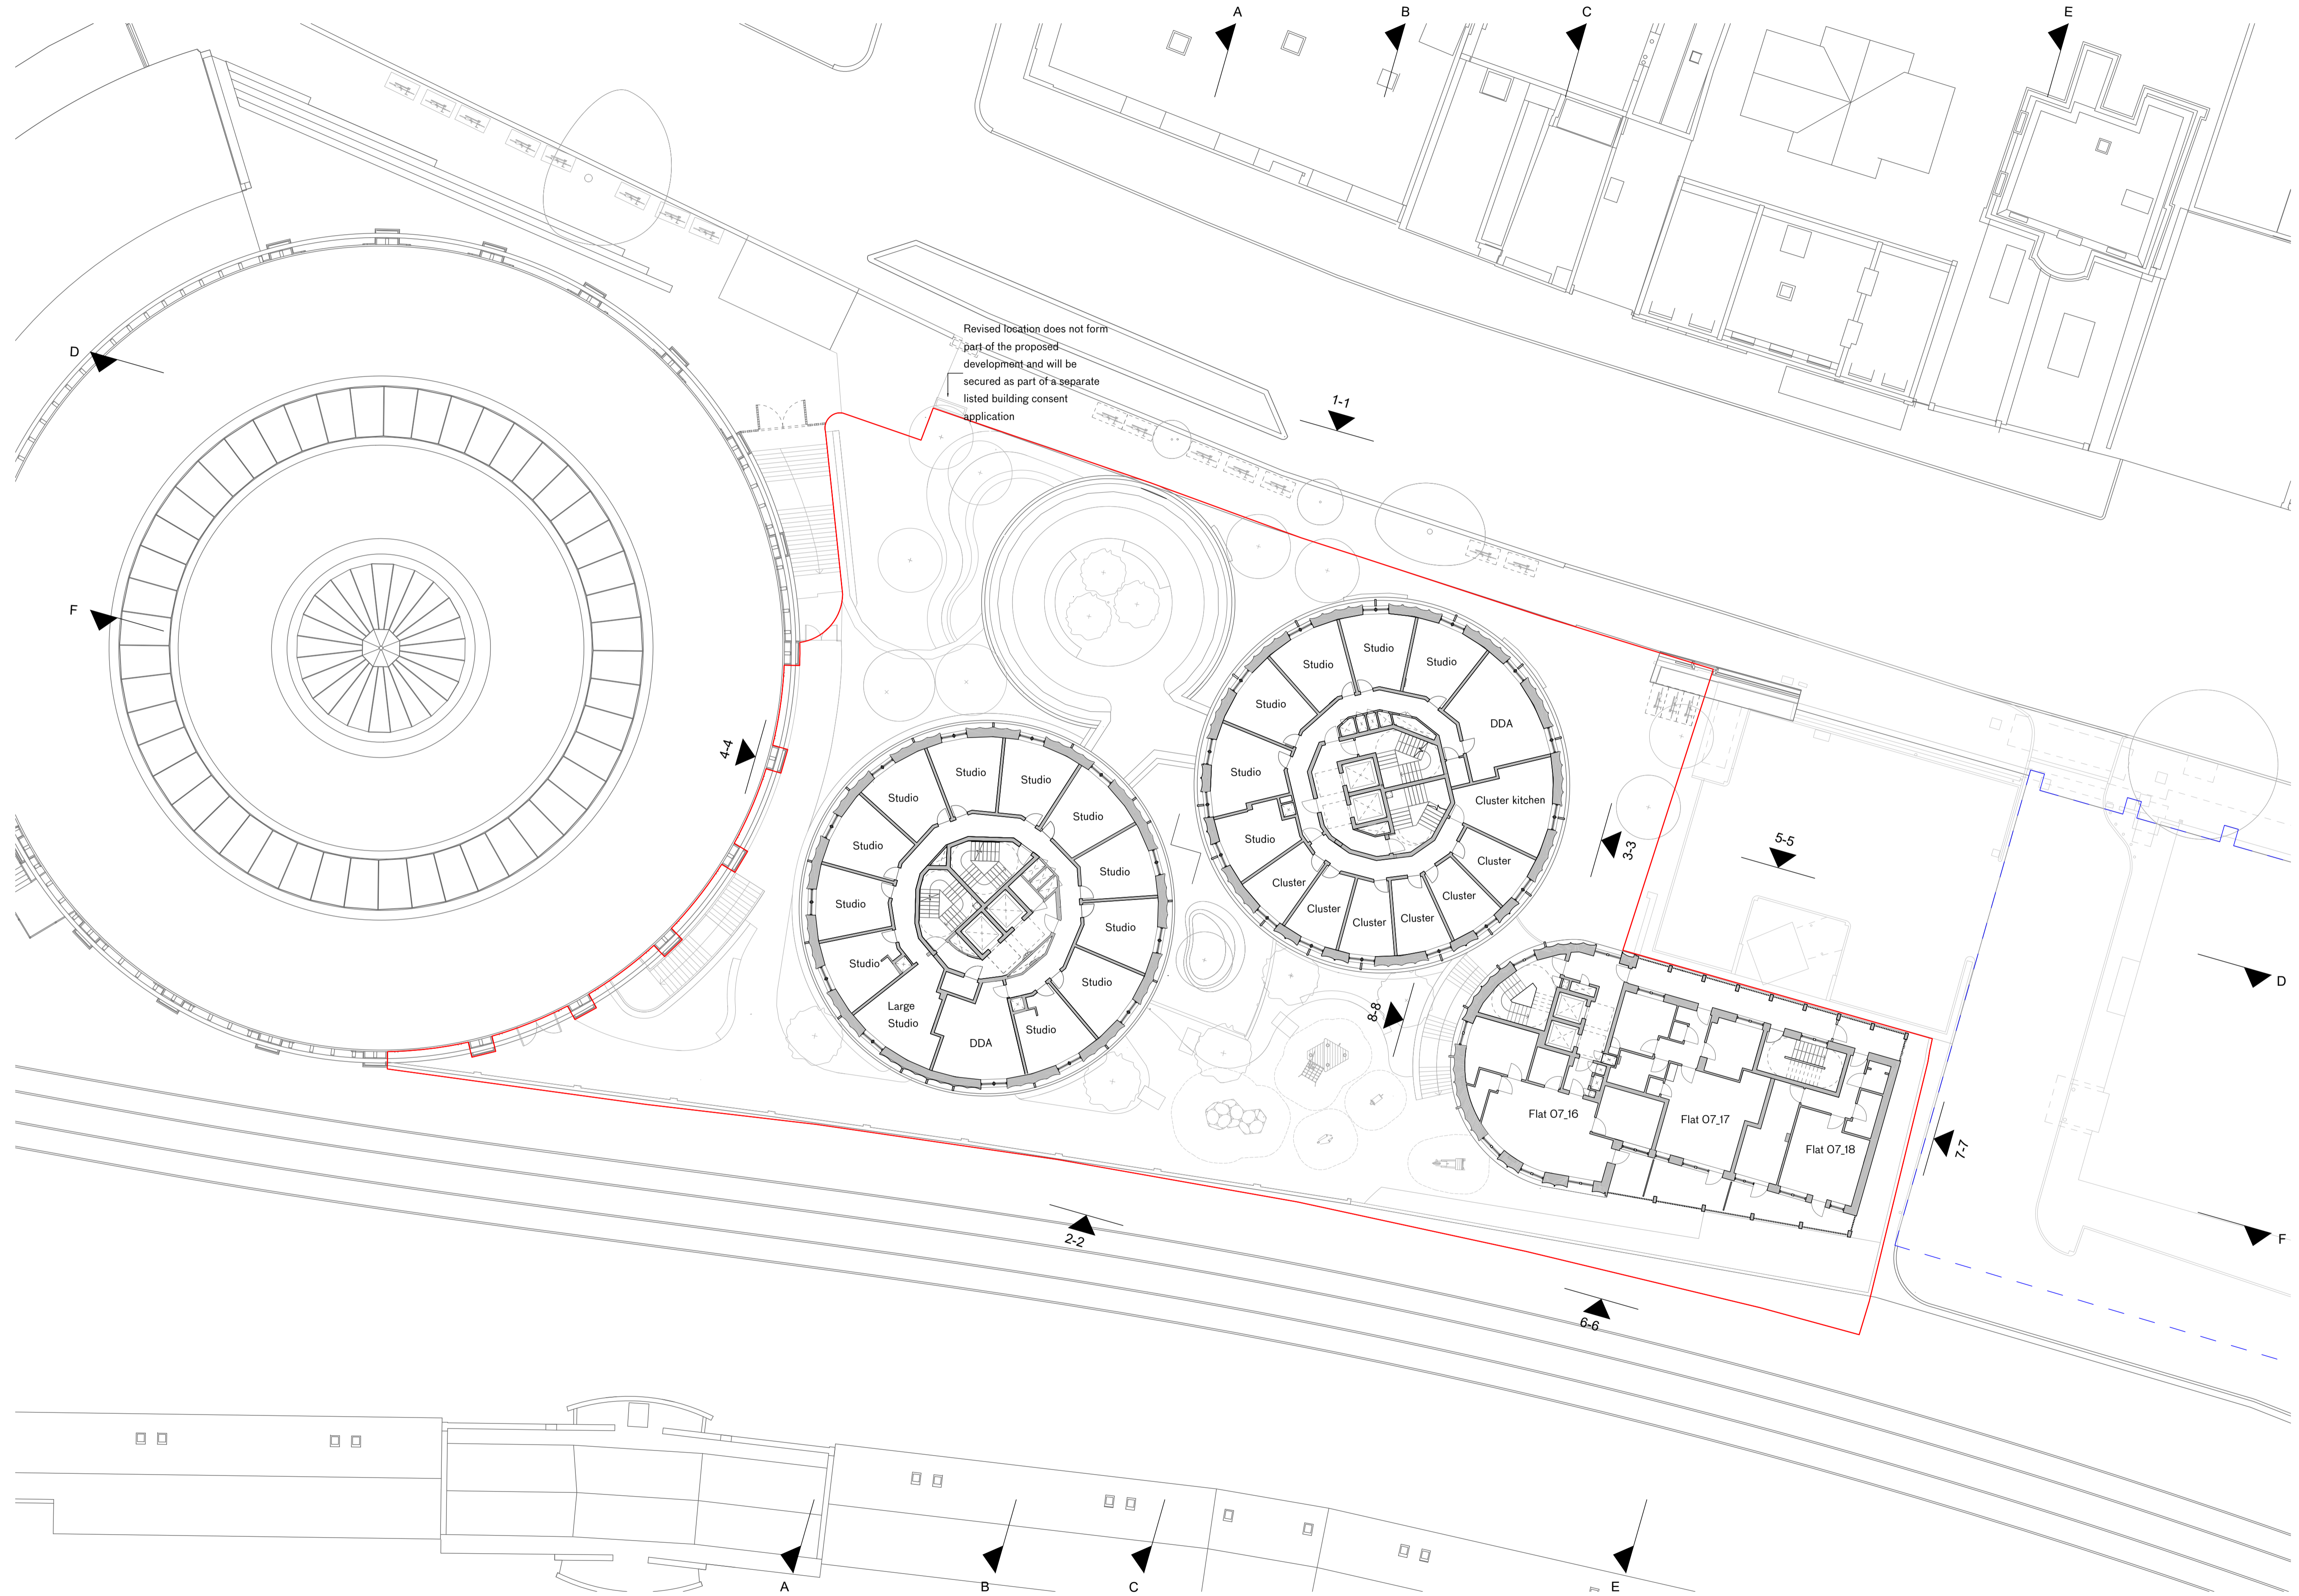 A
B
C
E
D
Revised location does not form
part of the proposed
development and will be
secured as part of a separate
listed building consent
application
1-1
F
4-4
Studio
Studio
Studio
Studio
DDA
Studio
Cluster kitchen
Studio
Cluster
Cluster
Cluster
Cluster
Cluster
3-3
5-5
Studio
Studio
Studio
Studio
Studio
Studio
Studio
Studio
Studio
Studio
Large
Studio
Studio
DDA
8-8
D
Flat 07_16
Flat 07_17
Flat 07_18
7-7
2-2
F
6-6
A
B
C
E